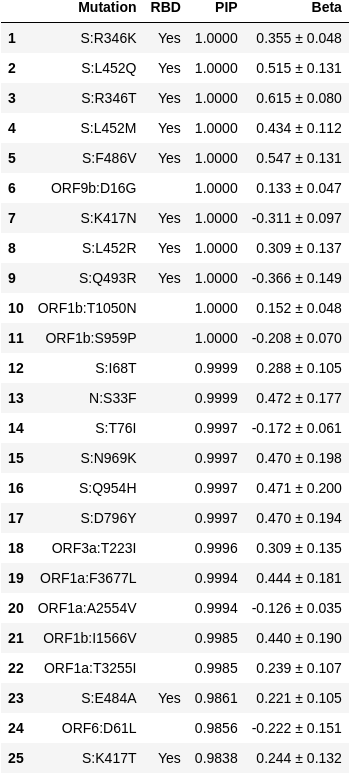 Mutation RBD PIP Beta
1 S:R346K Yes 1.0000 0.355 ± 0.048
2 S:L452Q Yes 1.0000 0.515 ± 0.131
3 S:R346T Yes 1.0000 0.615 ± 0.080
4 S:L452M Yes 1.0000 0.434 ± 0.112
5 S:F486V Yes 1.0000 0.547 ± 0.131
6 ORF9b:D16G 1.0000 0.133 ± 0.047
7 S:K417N Yes 1.0000 -0.311 ± 0.097
8 S:L452R Yes 1.0000 0.309 ± 0.137
9 S:Q493R Yes 1.0000 -0.366 ± 0.149
10 ORF1b:T1050N 1.0000 0.152 ± 0.048
11 ORF1b:S959P 1.0000 -0.208 ± 0.070
12 S:I68T 0.9999 0.288 ± 0.105
13 N:S33F 0.9999 0.472 ± 0.177
14 S:T76I 0.9997 -0.172 ± 0.061
15 S:N969K 0.9997 0.470 ± 0.198
16 S:Q954H 0.9997 0.471 ± 0.200
17 S:D796Y 0.9997 0.470 ± 0.194
18 ORF3a:T223I 0.9996 0.309 ± 0.135
19 ORF1a:F3677L 0.9994 0.444 ± 0.181
20 ORF1a:A2554V 0.9994 -0.126 ± 0.035
21 ORF1b:I1566V 0.9985 0.440 ± 0.190
22 ORF1a:T3255I 0.9985 0.239 ± 0.107
23 S:E484A Yes 0.9861 0.221 ± 0.105
24 ORF6:D61L 0.9856 -0.222 ± 0.151
25 S:K417T Yes 0.9838 0.244 ± 0.132